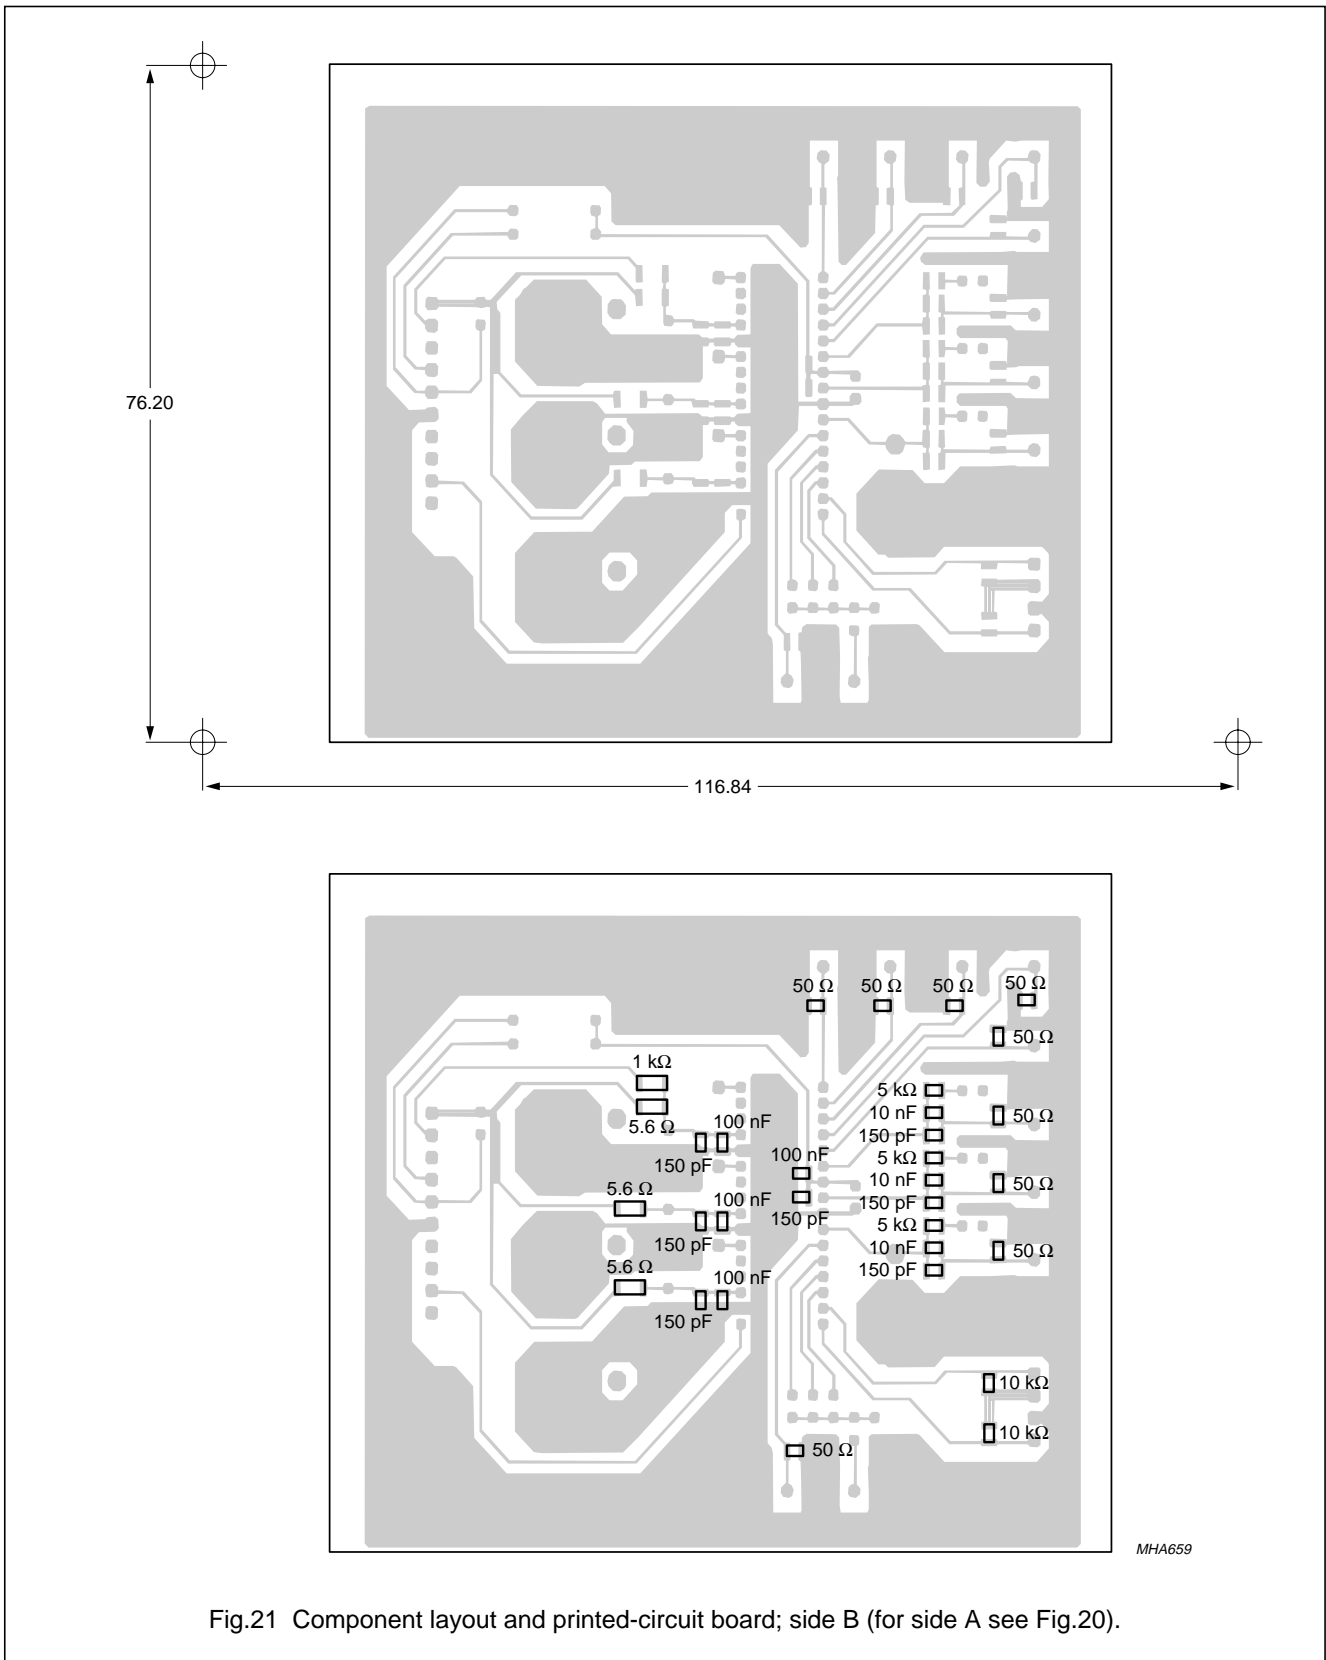 76.20
116.84
50 Ω 50 Ω 50 Ω 50 Ω
50 Ω
1 kΩ
5.6 Ω
100 nF
150 pF
5 kΩ
10 nF
50 Ω
150 pF
100 nF
5 kΩ
5.6 Ω
10 nF
50 Ω
100 nF
150 pF
150 pF
150 pF
5 kΩ
10 nF
50 Ω
5.6 Ω
150 pF
100 nF
150 pF
10 kΩ
10 kΩ
50 Ω
MHA659
Fig.21 Component layout and printed-circuit board; side B (for side A see Fig.20).